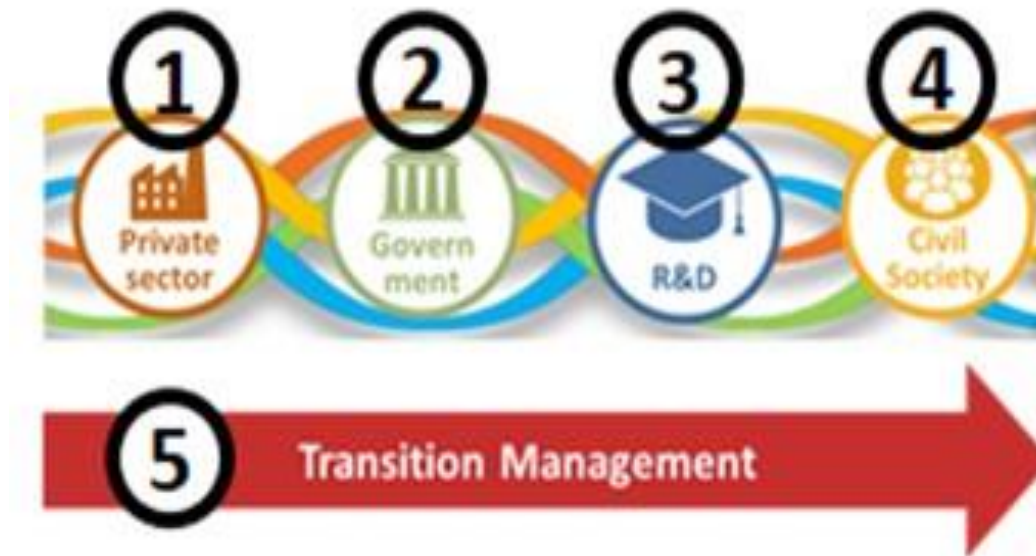 1
2
3
4
Private
sector
Govern
ment
R&D
Civil
Society
5
Transition Management